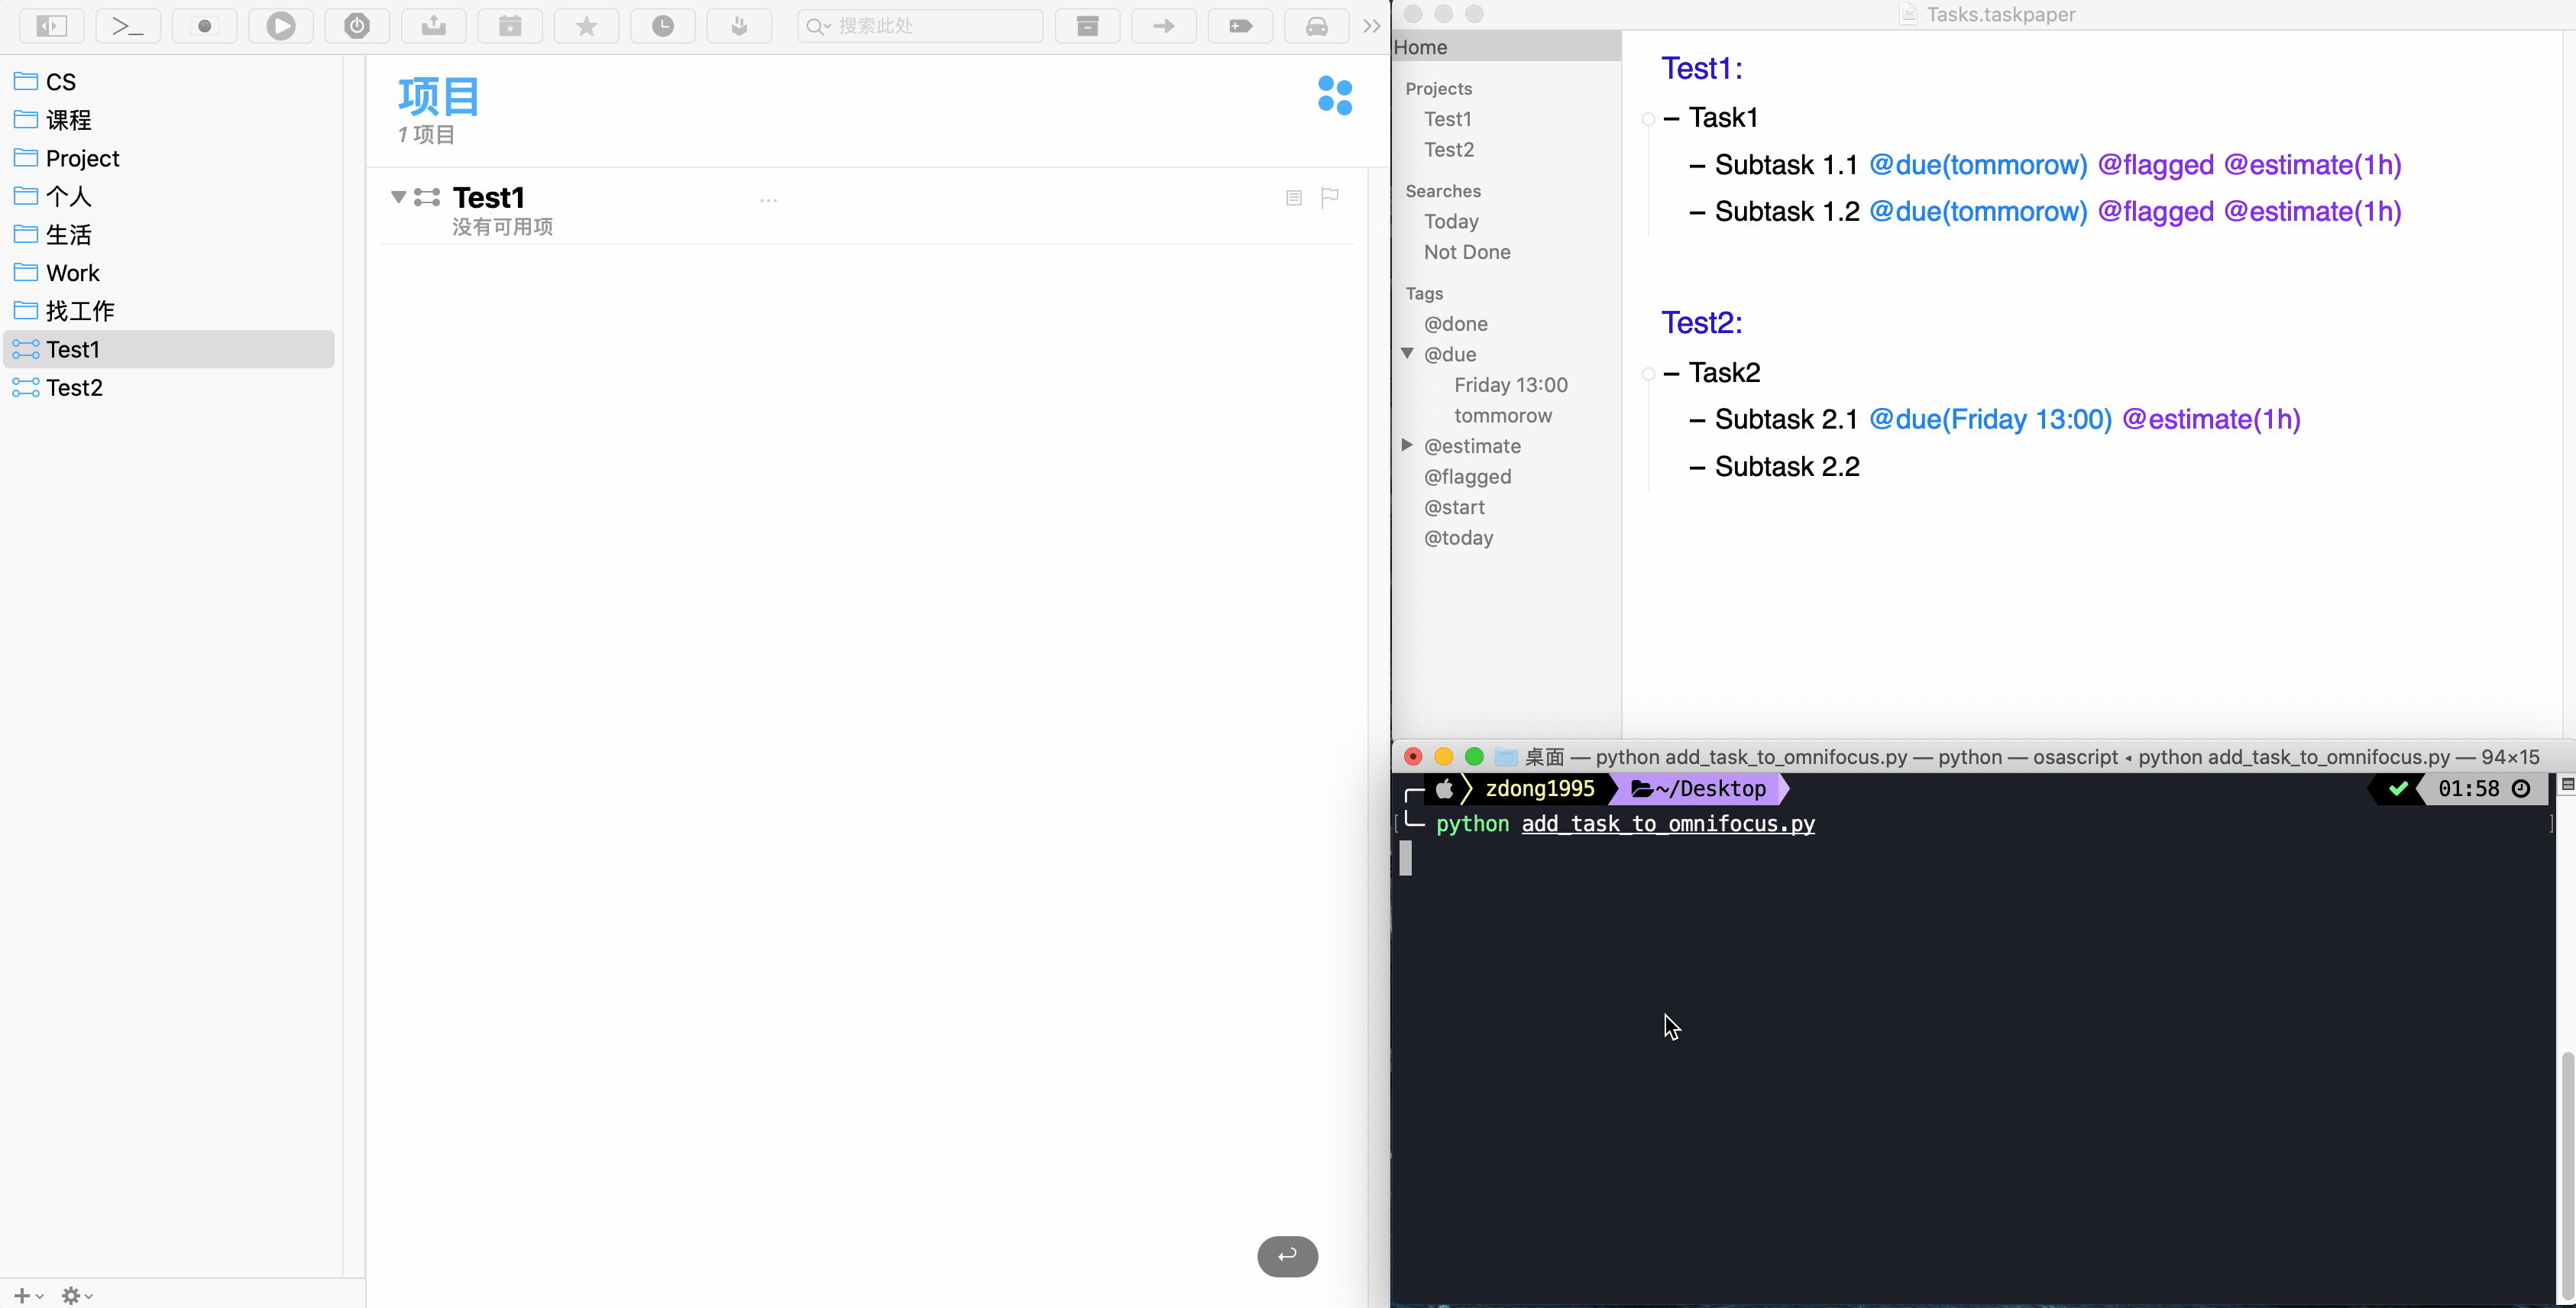 搜索此处
CS
课程
Project
个人
生活
Work
找工作
Test1
Test2
项目
1 项目
Test1
没有可用项
Tasks.taskpaper
Home
Projects
Test1
Test2
Searches
Today
Not Done
Tags
@done
@due
Friday 13:00
tommorow
@estimate
@flagged
@start
@today
Test1:
– Task1
– Subtask 1.1 @due(tommorow) @flagged @estimate(1h)
– Subtask 1.2 @due(tommorow) @flagged @estimate(1h)
Test2:
– Task2
– Subtask 2.1 @due(Friday 13:00) @estimate(1h)
– Subtask 2.2
桌面 — python add_task_to_omnifocus.py — python — osascript ◂ python add_task_to_omnifocus.py — 94×15
zdong1995 ~/Desktop 01:58
python add_task_to_omnifocus.py